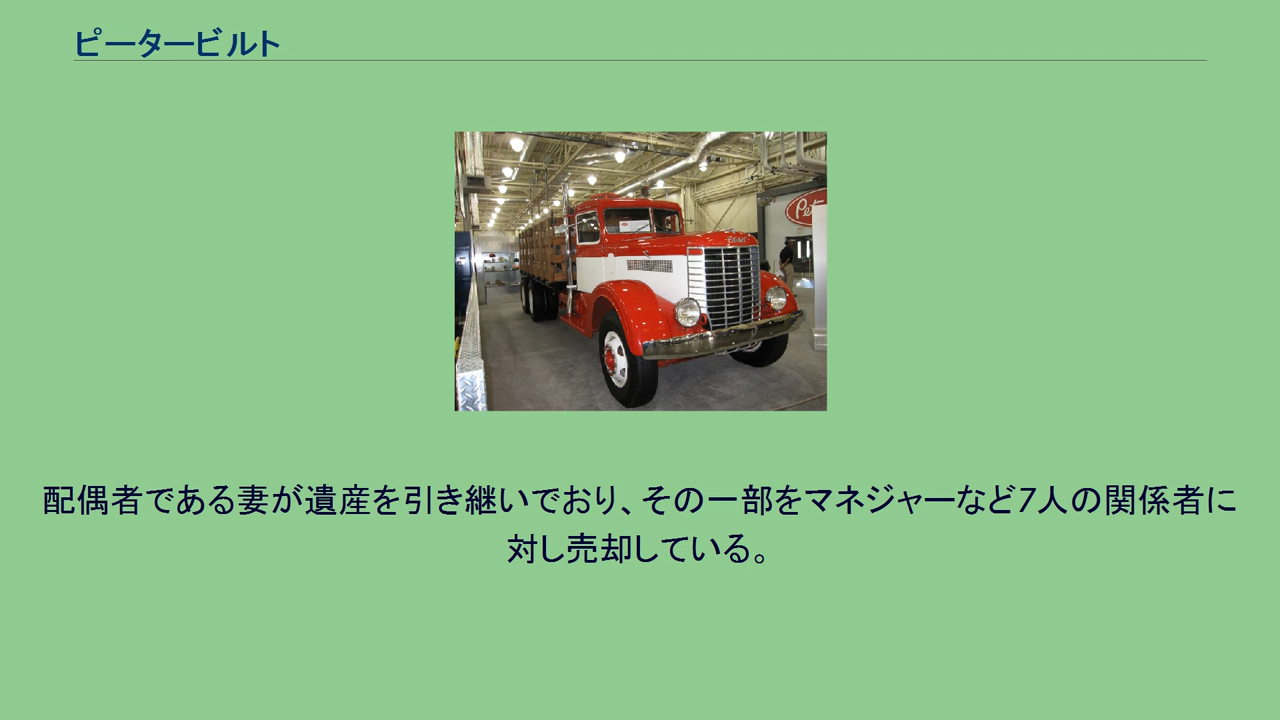 ピータービルト
配偶者である妻が遺産を引き継いでおり、その一部をマネジャーなど7人の関係者に
対し売却している。